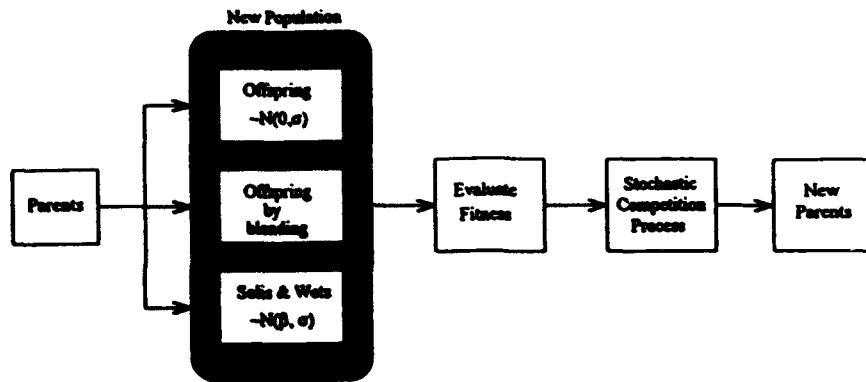 New Population
Offspring
~N(0,σ)
Parents
Offspring
by
blending
Evaluate
Fitness
Stochastic
Competition
Process
New
Parents
Solis & Wets
~N(β, σ)